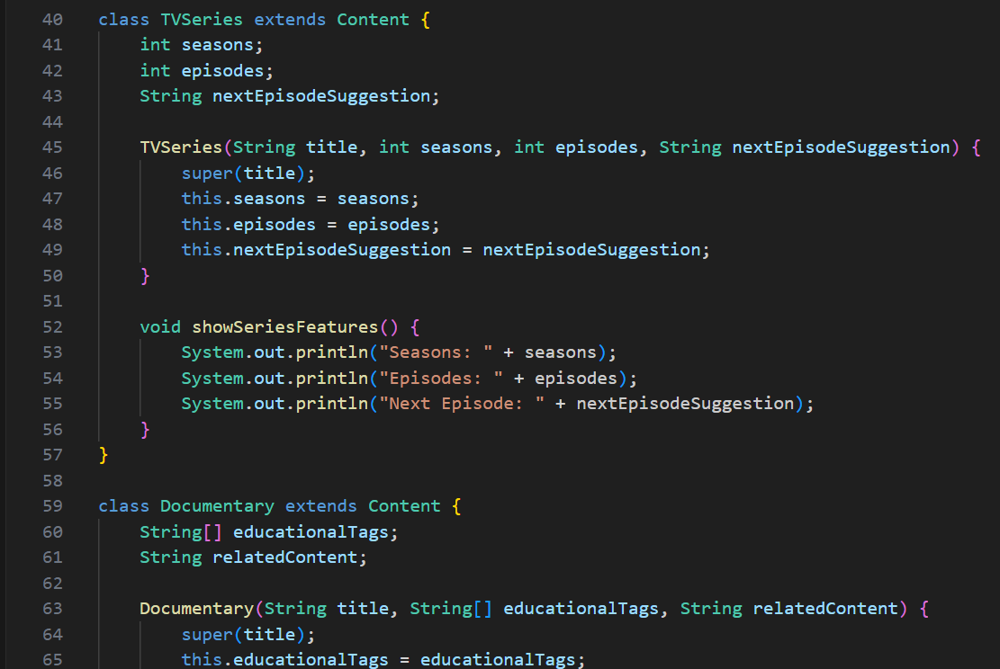 40 class TVSeries extends Content {
41     int seasons;
42     int episodes;
43     String nextEpisodeSuggestion;
44
45     TVSeries(String title, int seasons, int episodes, String nextEpisodeSuggestion) {
46         super(title);
47         this.seasons = seasons;
48         this.episodes = episodes;
49         this.nextEpisodeSuggestion = nextEpisodeSuggestion;
50     }
51
52     void showSeriesFeatures() {
53         System.out.println("Seasons: " + seasons);
54         System.out.println("Episodes: " + episodes);
55         System.out.println("Next Episode: " + nextEpisodeSuggestion);
56     }
57 }
58
59 class Documentary extends Content {
60     String[] educationalTags;
61     String relatedContent;
62
63     Documentary(String title, String[] educationalTags, String relatedContent) {
64         super(title);
65         this.educationalTags = educationalTags;